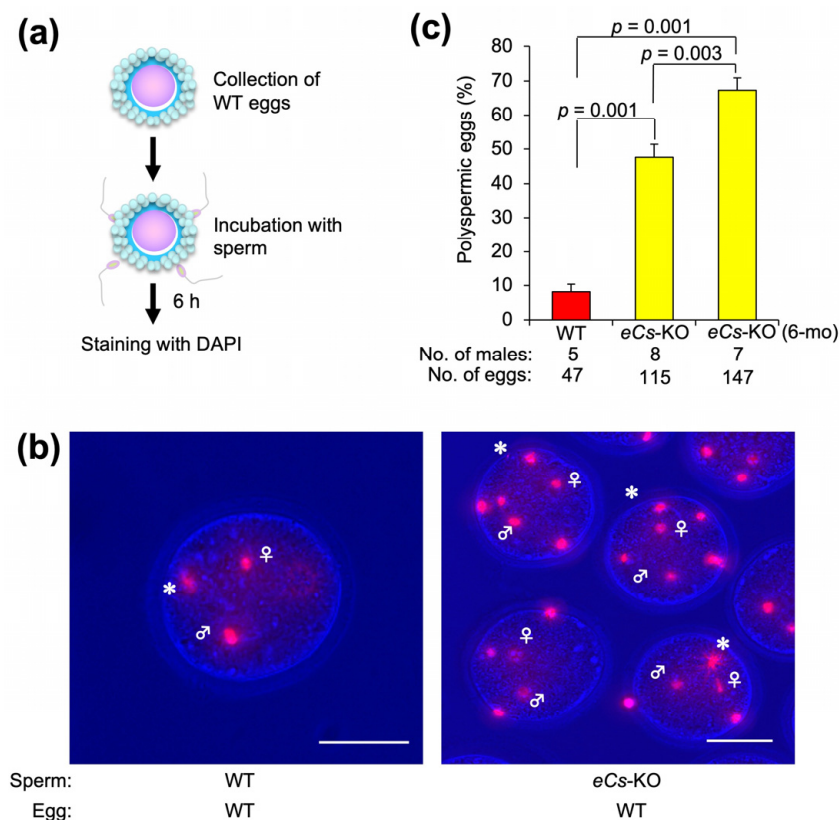 (a)
Collection of
WT eggs
Incubation with
sperm
6 h
Staining with DAPI
(c)
Polyspermic eggs (%)
80
70
60
50
40
30
20
10
0
p = 0.001
p = 0.003
p = 0.001
WT eCs-KO eCs-KO (6-mo)
No. of males: 5 8 7
No. of eggs: 47 115 147
(b)
* ♀ ♂
* ♀ ♂
* ♀ ♂
♀ ♂
* ♂ ♀
Sperm: WT eCs-KO
Egg: WT WT